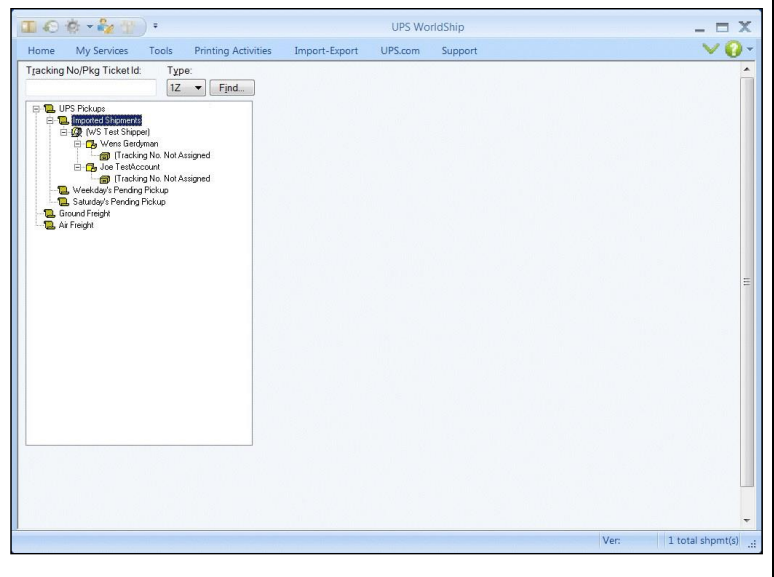 UPS WorldShip
Home My Services Tools Printing Activities Import-Export UPS.com Support
Tracking No/Pkg Ticket Id: Type:
1Z Find...
UPS Pickups
Imported Shipments
(WS Test Shipper)
Wens Gerdyman
(Tracking No. Not Assigned
Joe TestAccount
(Tracking No. Not Assigned
Weekday's Pending Pickup
Saturday's Pending Pickup
Ground Freight
Air Freight
Ver: 1 total shpmt(s)